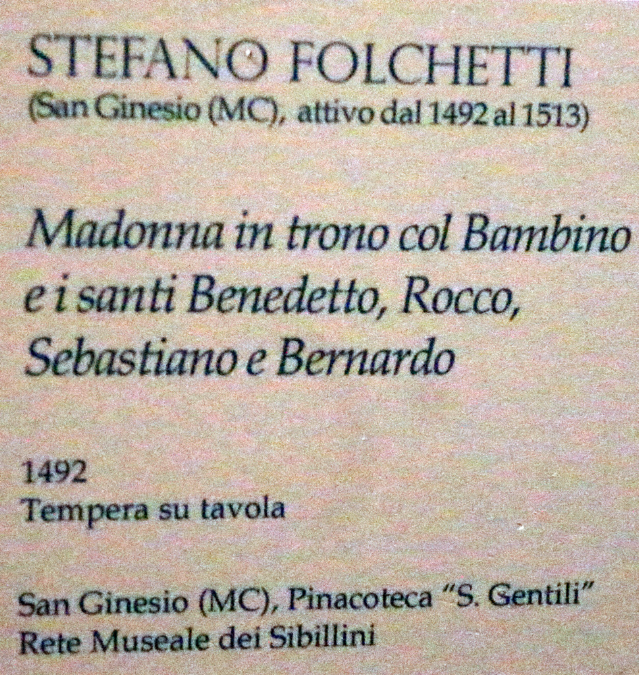 STEFANO FOLCHETTI
(San Ginesio (MC), attivo dal 1492 al 1513)
Madonna in trono col Bambino
e i santi Benedetto, Rocco,
Sebastiano e Bernardo
1492
Tempera su tavola
San Ginesio (MC), Pinacoteca “S. Gentili”
Rete Museale dei Sibillini